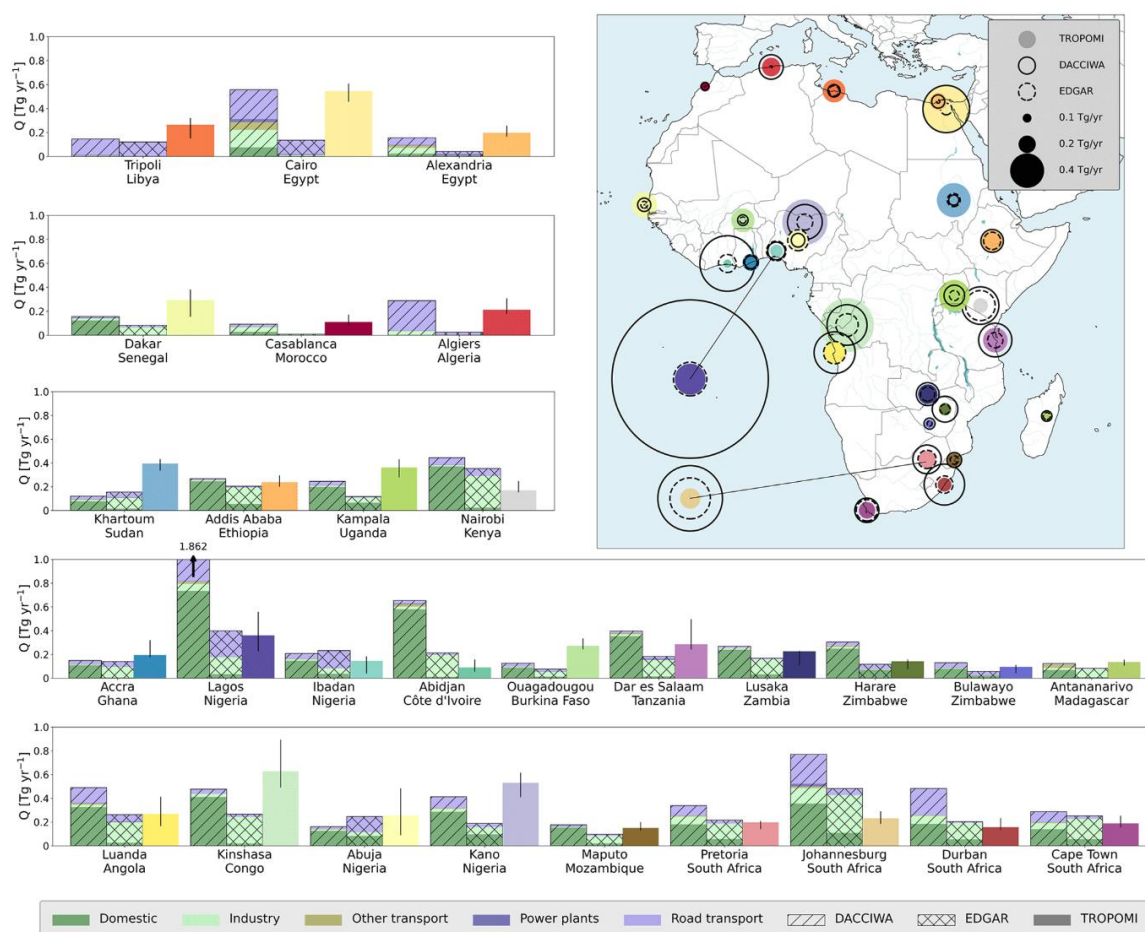 1.0
0.8
0.6
0.4
0.2
0
Q [Tg yr⁻¹]
Tripoli Cairo Alexandria
Libya Egypt Egypt
1.0
0.8
0.6
0.4
0.2
0
Q [Tg yr⁻¹]
Dakar Casablanca Algiers
Senegal Morocco Algeria
1.0
0.8
0.6
0.4
0.2
0
Q [Tg yr⁻¹]
Khartoum Addis Ababa Kampala Nairobi
Sudan Ethiopia Uganda Kenya
TROPOMI
DACCIWA
EDGAR
0.1 Tg/yr
0.2 Tg/yr
0.4 Tg/yr
1.862
1.0
0.8
0.6
0.4
0.2
0
Q [Tg yr⁻¹]
Accra Lagos Ibadan Abidjan Ouagadougou Dar es Salaam Lusaka Harare Bulawayo Antananarivo
Ghana Nigeria Nigeria Côte d'Ivoire Burkina Faso Tanzania Zambia Zimbabwe Zimbabwe Madagascar
1.0
0.8
0.6
0.4
0.2
0
Q [Tg yr⁻¹]
Luanda Kinshasa Abuja Kano Maputo Pretoria Johannesburg Durban Cape Town
Angola Congo Nigeria Nigeria Mozambique South Africa South Africa South Africa South Africa
Domestic Industry Other transport Power plants Road transport DACCIWA EDGAR TROPOMI